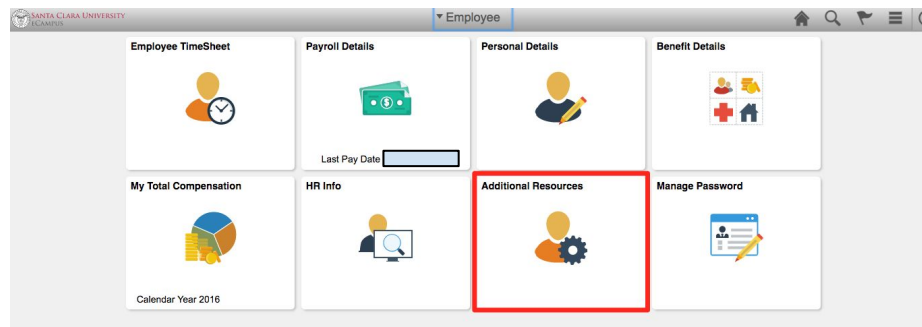 SANTA CLARA UNIVERSITY
ECAMPUS
Employee
Employee TimeSheet
Payroll Details
Personal Details
Benefit Details
Last Pay Date
My Total Compensation
HR Info
Additional Resources
Manage Password
Calendar Year 2016